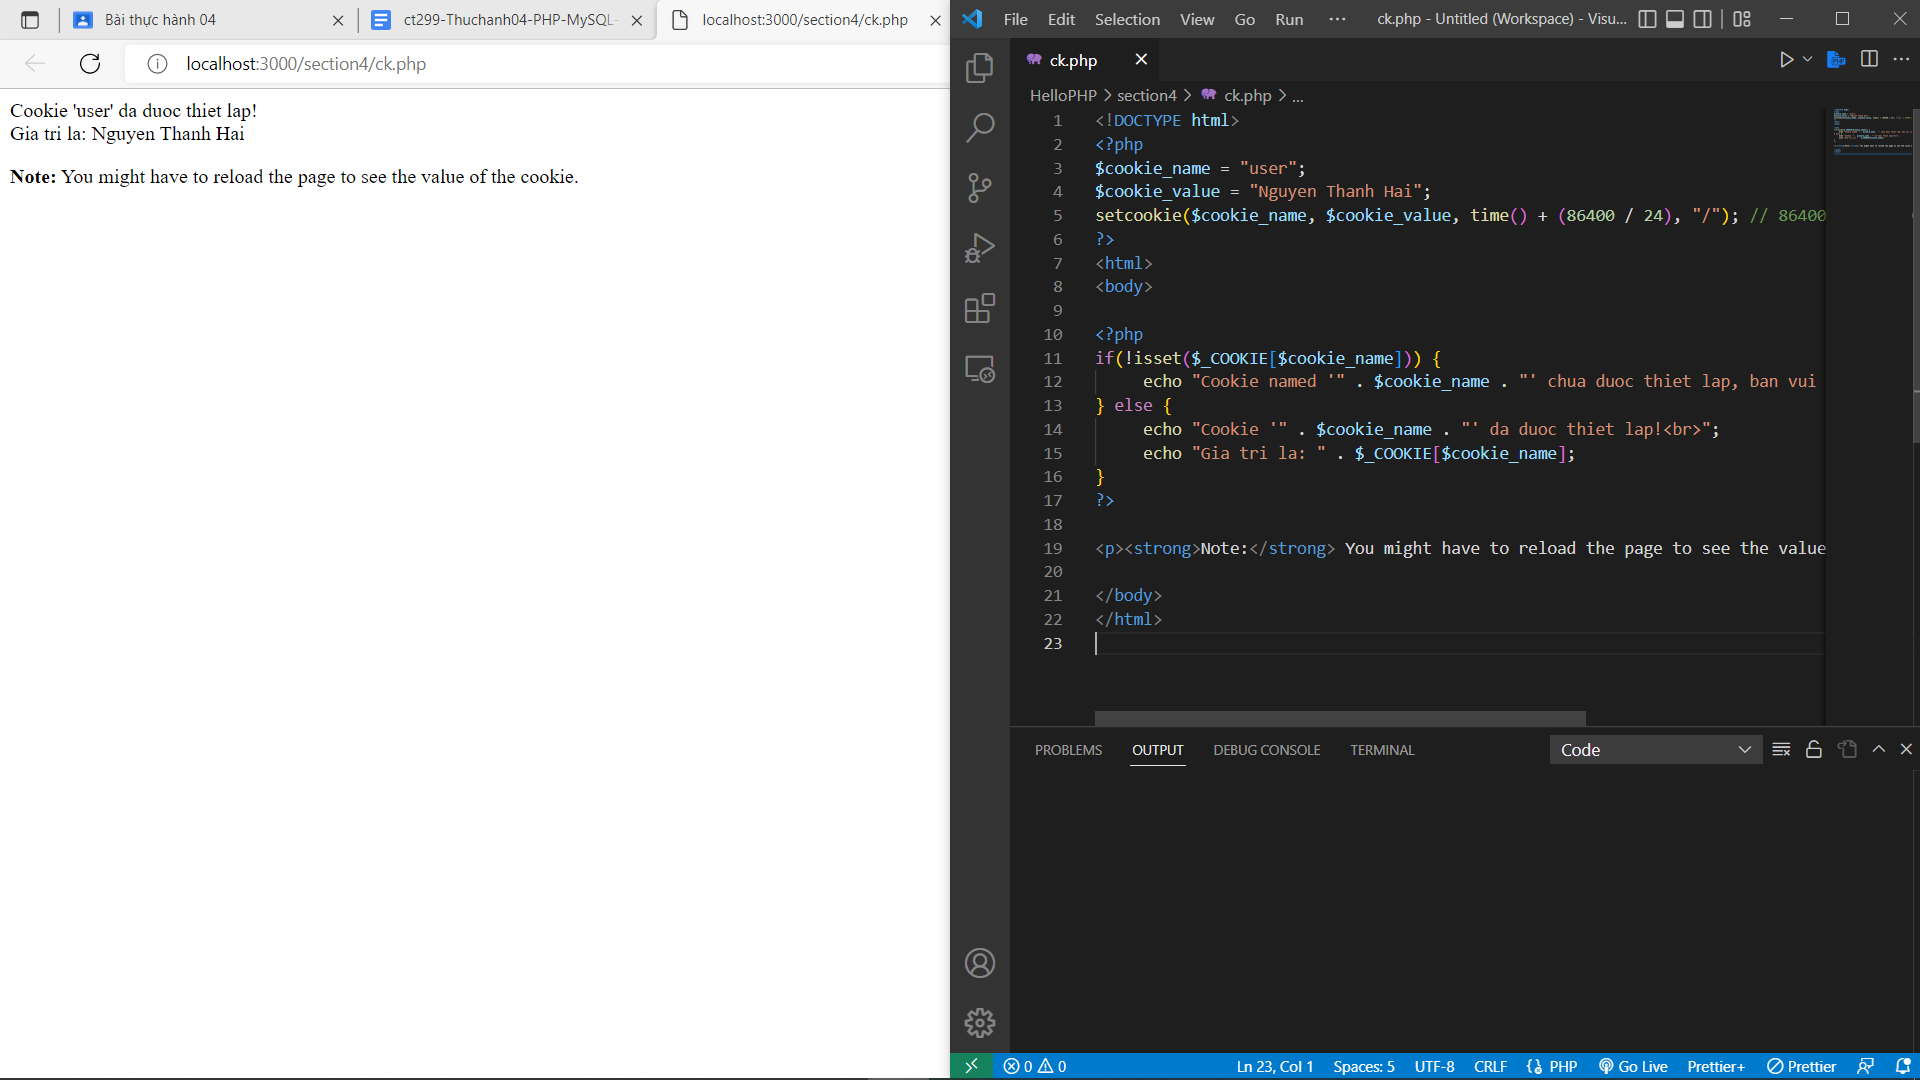 Bài thực hành 04
ct299-Thuchanh04-PHP-MySQL-
localhost:3000/section4/ck.php
localhost:3000/section4/ck.php
Cookie 'user' da duoc thiet lap!
Gia tri la: Nguyen Thanh Hai
Note: You might have to reload the page to see the value of the cookie.
File Edit Selection View Go Run ··· ck.php - Untitled (Workspace) - Visu...
ck.php
HelloPHP > section4 > ck.php > ...
1 <!DOCTYPE html>
2 <?php
3 $cookie_name = "user";
4 $cookie_value = "Nguyen Thanh Hai";
5 setcookie($cookie_name, $cookie_value, time() + (86400 / 24), "/"); // 86400
6 ?>
7 <html>
8 <body>
9
10 <?php
11 if(!isset($_COOKIE[$cookie_name])) {
12 echo "Cookie named '" . $cookie_name . "' chua duoc thiet lap, ban vui
13 } else {
14 echo "Cookie '" . $cookie_name . "' da duoc thiet lap!<br>";
15 echo "Gia tri la: " . $_COOKIE[$cookie_name];
16 }
17 ?>
18
19 <p><strong>Note:</strong> You might have to reload the page to see the value
20
21 </body>
22 </html>
23
PROBLEMS OUTPUT DEBUG CONSOLE TERMINAL Code
0 0 Ln 23, Col 1 Spaces: 5 UTF-8 CRLF PHP Go Live Prettier+ Prettier